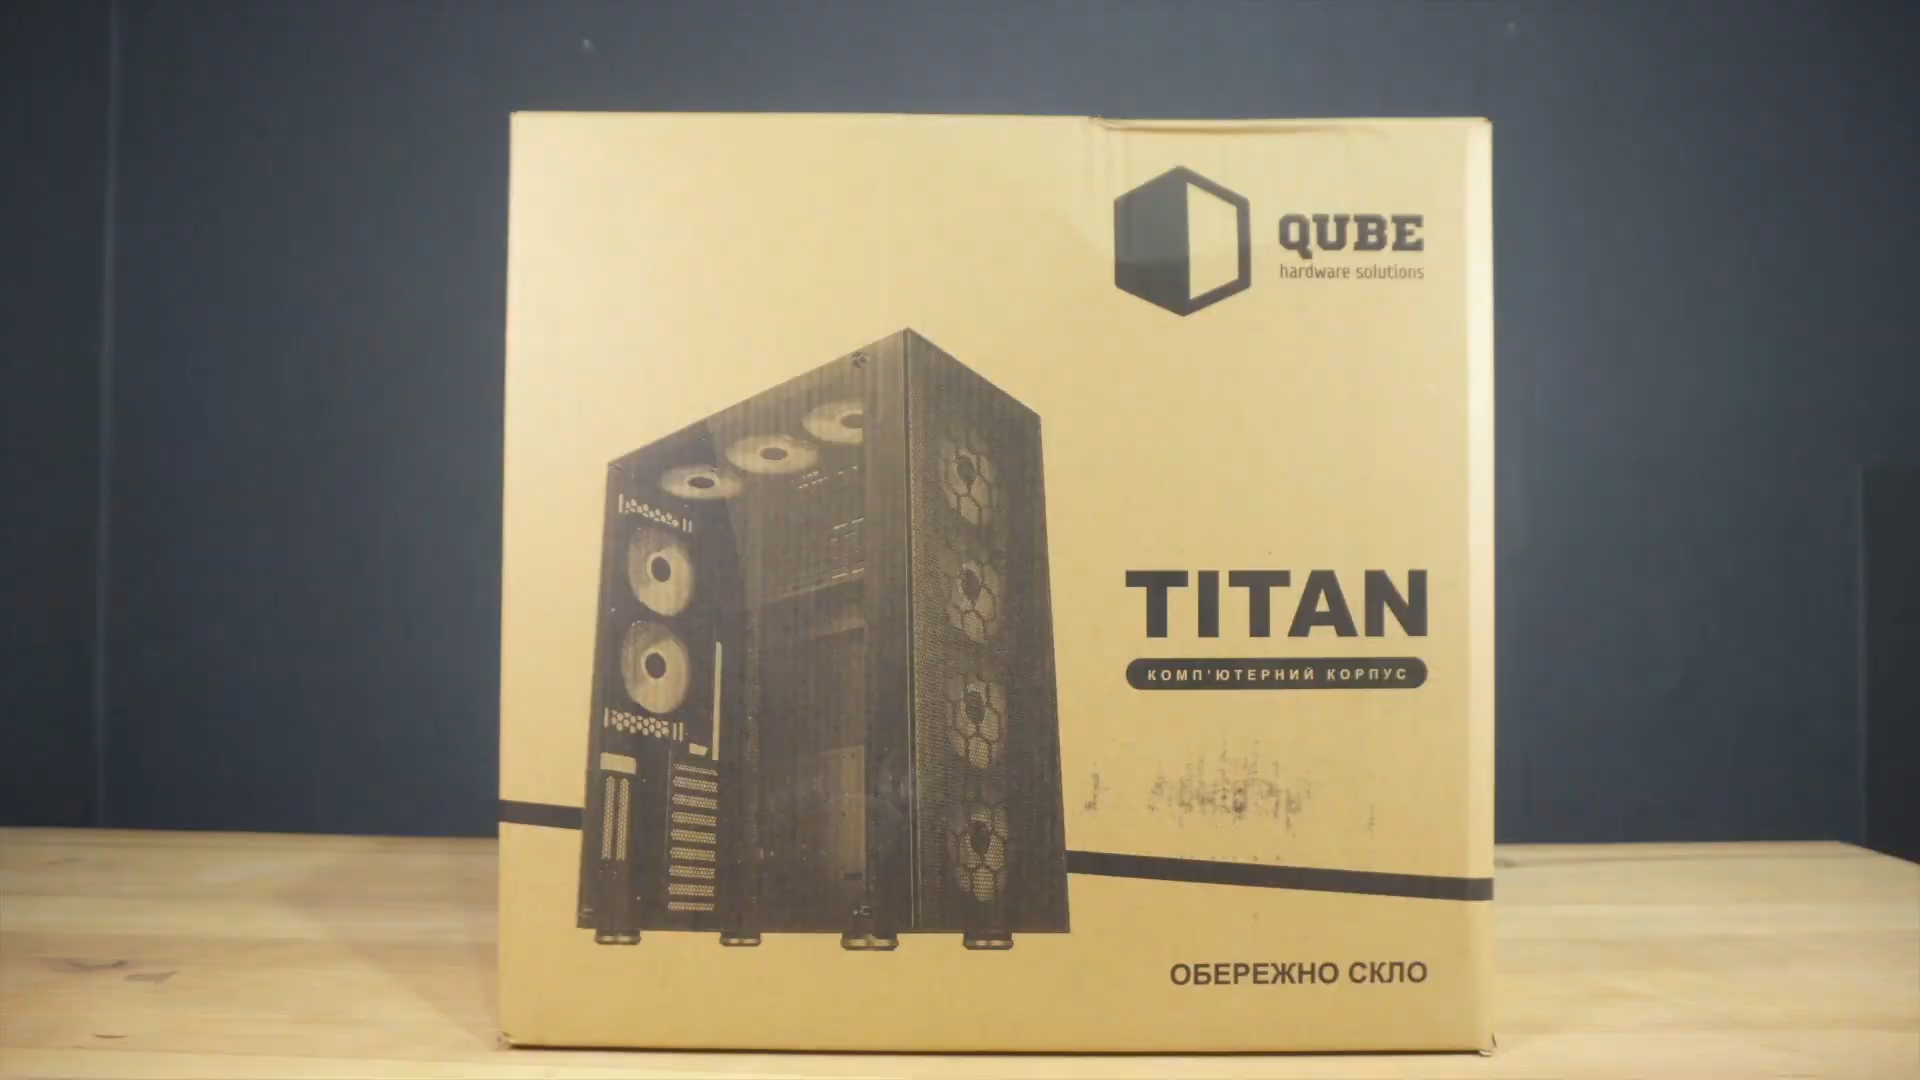 QUBE
hardware solutions
TITAN
КОМП'ЮТЕРНИЙ КОРПУС
ОБЕРЕЖНО СКЛО